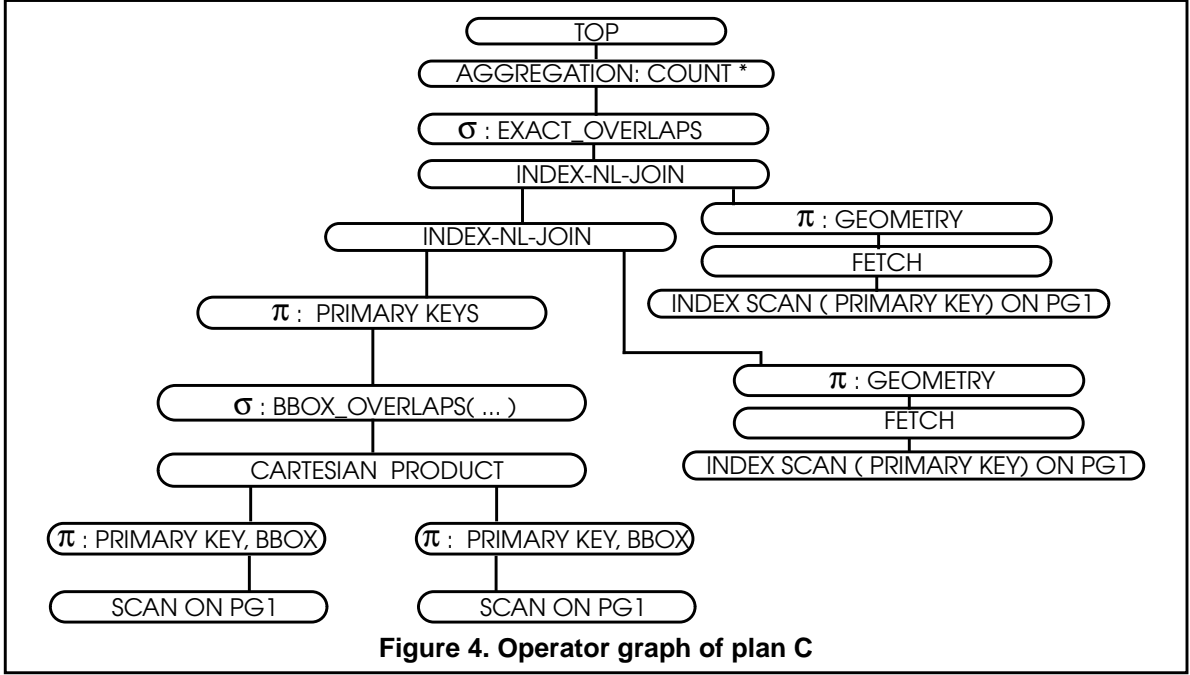 TOP
AGGREGATION: COUNT *
σ : EXACT_OVERLAPS
INDEX-NL-JOIN
π : GEOMETRY
INDEX-NL-JOIN
FETCH
INDEX SCAN ( PRIMARY KEY) ON PG1
π : PRIMARY KEYS
π : GEOMETRY
σ : BBOX_OVERLAPS( ... )
FETCH
CARTESIAN PRODUCT
INDEX SCAN ( PRIMARY KEY) ON PG1
π : PRIMARY KEY, BBOX
π : PRIMARY KEY, BBOX
SCAN ON PG1
SCAN ON PG1
Figure 4. Operator graph of plan C